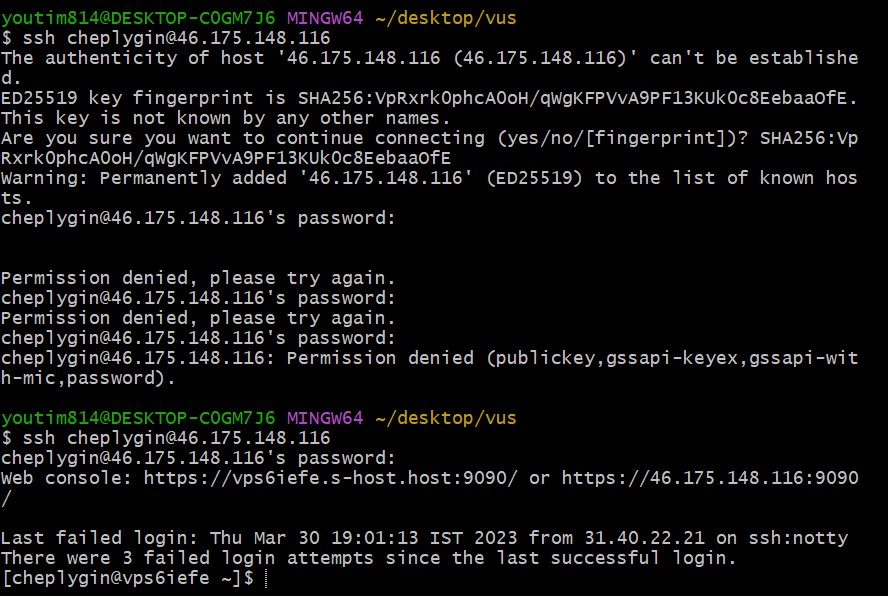 youtim814@DESKTOP-C0GM7J6 MINGW64 ~/desktop/vus
$ ssh cheplygin@46.175.148.116
The authenticity of host '46.175.148.116 (46.175.148.116)' can't be establishe
d.
ED25519 key fingerprint is SHA256:VpRxrk0phcA0oH/qWgKFPVvA9PF13KUk0c8EebaaOfE.
This key is not known by any other names.
Are you sure you want to continue connecting (yes/no/[fingerprint])? SHA256:Vp
Rxrk0phcA0oH/qWgKFPVvA9PF13KUk0c8EebaaOfE
Warning: Permanently added '46.175.148.116' (ED25519) to the list of known hos
ts.
cheplygin@46.175.148.116's password:
Permission denied, please try again.
cheplygin@46.175.148.116's password:
Permission denied, please try again.
cheplygin@46.175.148.116's password:
cheplygin@46.175.148.116: Permission denied (publickey,gssapi-keyex,gssapi-wit
h-mic,password).
youtim814@DESKTOP-C0GM7J6 MINGW64 ~/desktop/vus
$ ssh cheplygin@46.175.148.116
cheplygin@46.175.148.116's password:
Web console: https://vps6iefe.s-host.host:9090/ or https://46.175.148.116:9090
/
Last failed login: Thu Mar 30 19:01:13 IST 2023 from 31.40.22.21 on ssh:notty
There were 3 failed login attempts since the last successful login.
[cheplygin@vps6iefe ~]$